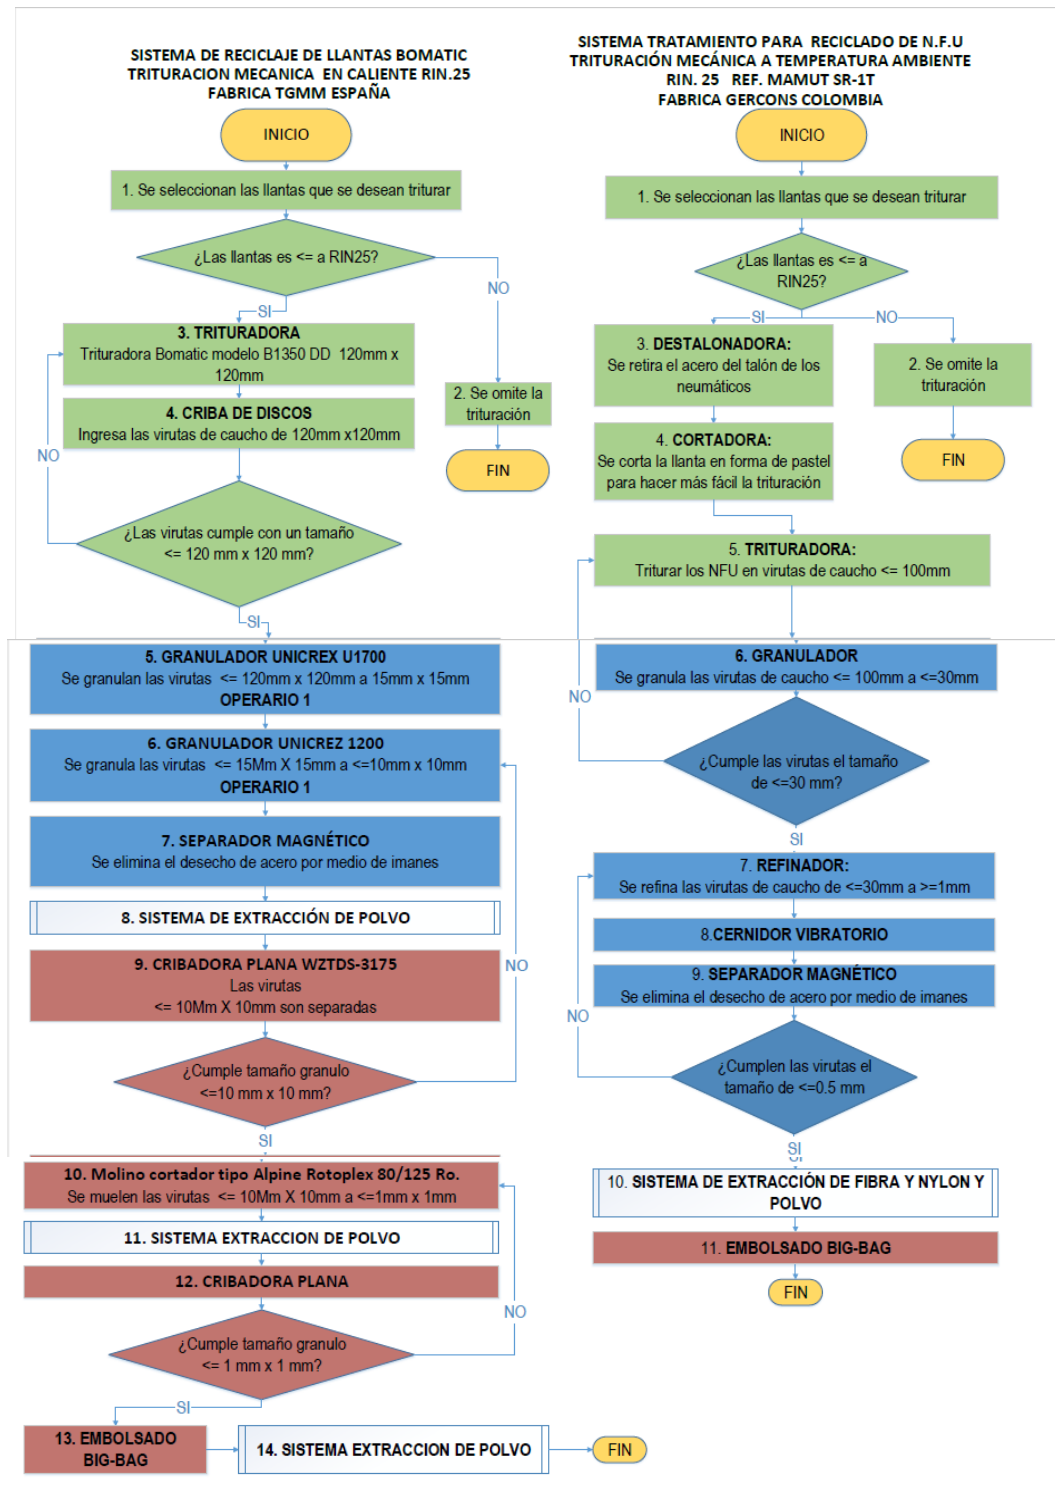 SISTEMA DE RECICLAJE DE LLANTAS BOMATIC
TRITURACION MECANICA EN CALIENTE RIN.25
FABRICA TGMM ESPAÑA
INICIO
1. Se seleccionan las llantas que se desean triturar
¿Las llantas es <= a RIN25?
NO
SI
3. TRITURADORA
Trituradora Bomatic modelo B1350 DD 120mm x
120mm
2. Se omite la
trituración
FIN
4. CRIBA DE DISCOS
Ingresa las virutas de caucho de 120mm x120mm
NO
¿Las virutas cumple con un tamaño
<= 120 mm x 120 mm?
SI
5. GRANULADOR UNICREX U1700
Se granulan las virutas <= 120mm x 120mm a 15mm x 15mm
OPERARIO 1
6. GRANULADOR UNICREZ 1200
Se granula las virutas <= 15Mm X 15mm a <=10mm x 10mm
OPERARIO 1
7. SEPARADOR MAGNÉTICO
Se elimina el desecho de acero por medio de imanes
8. SISTEMA DE EXTRACCIÓN DE POLVO
9. CRIBADORA PLANA WZTDS-3175
Las virutas
<= 10Mm X 10mm son separadas
NO
¿Cumple tamaño granulo
<=10 mm x 10 mm?
SI
10. Molino cortador tipo Alpine Rotoplex 80/125 Ro.
Se muelen las virutas <= 10Mm X 10mm a <=1mm x 1mm
11. SISTEMA EXTRACCION DE POLVO
12. CRIBADORA PLANA
NO
¿Cumple tamaño granulo
<= 1 mm x 1 mm?
SI
13. EMBOLSADO
BIG-BAG
14. SISTEMA EXTRACCION DE POLVO
FIN
SISTEMA TRATAMIENTO PARA RECICLADO DE N.F.U
TRITURACIÓN MECÁNICA A TEMPERATURA AMBIENTE
RIN. 25 REF. MAMUT SR-1T
FABRICA GERCONS COLOMBIA
INICIO
1. Se seleccionan las llantas que se desean triturar
¿Las llantas es <= a
RIN25?
SI
NO
3. DESTALONADORA:
Se retira el acero del talón de los
neumáticos
2. Se omite la
trituración
FIN
4. CORTADORA:
Se corta la llanta en forma de pastel
para hacer más fácil la trituración
5. TRITURADORA:
Triturar los NFU en virutas de caucho <= 100mm
6. GRANULADOR
Se granula las virutas de caucho <= 100mm a <=30mm
NO
¿Cumple las virutas el tamaño
de <=30 mm?
SI
7. REFINADOR:
Se refina las virutas de caucho de <=30mm a >=1mm
8.CERNIDOR VIBRATORIO
9. SEPARADOR MAGNÉTICO
Se elimina el desecho de acero por medio de imanes
NO
¿Cumplen las virutas el
tamaño de <=0.5 mm
SI
SI
10. SISTEMA DE EXTRACCIÓN DE FIBRA Y NYLON Y
POLVO
11. EMBOLSADO BIG-BAG
FIN